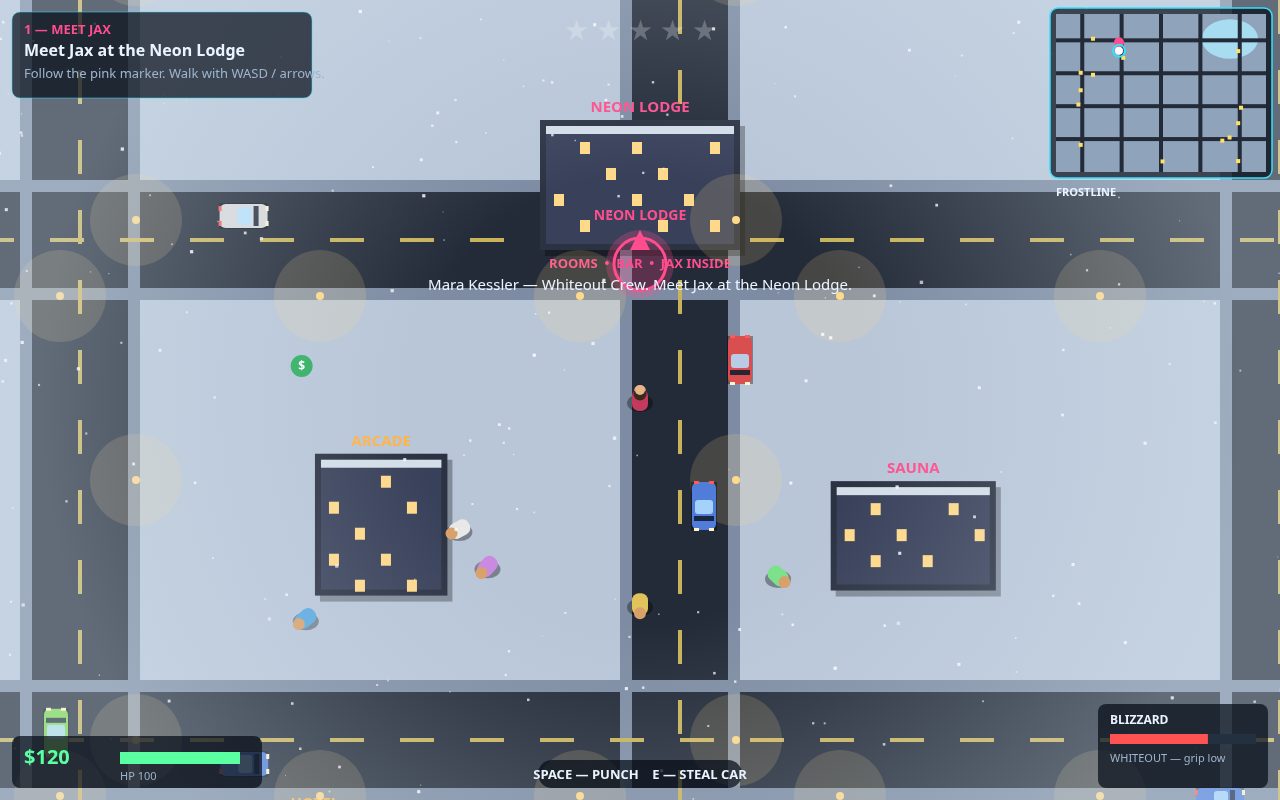 1 — MEET JAX
Meet Jax at the Neon Lodge
Follow the pink marker. Walk with WASD / arrows.
NEON LODGE
NEON LODGE
ROOMS • BAR • JAX INSIDE
Mara Kessler — Whiteout Crew. Meet Jax at the Neon Lodge.
FROSTLINE
$
ARCADE
SAUNA
$120
HP 100
SPACE — PUNCH E — STEAL CAR
BLIZZARD
WHITEOUT — grip low
MOTEL